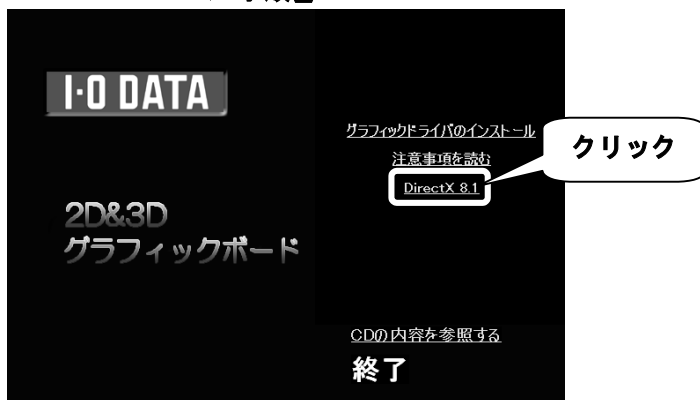 I·O DATA
グラフィックドライバのインストール
注意事項を読む
DirectX 8.1
クリック
2D&3D
グラフィックボード
CDの内容を参照する
終了